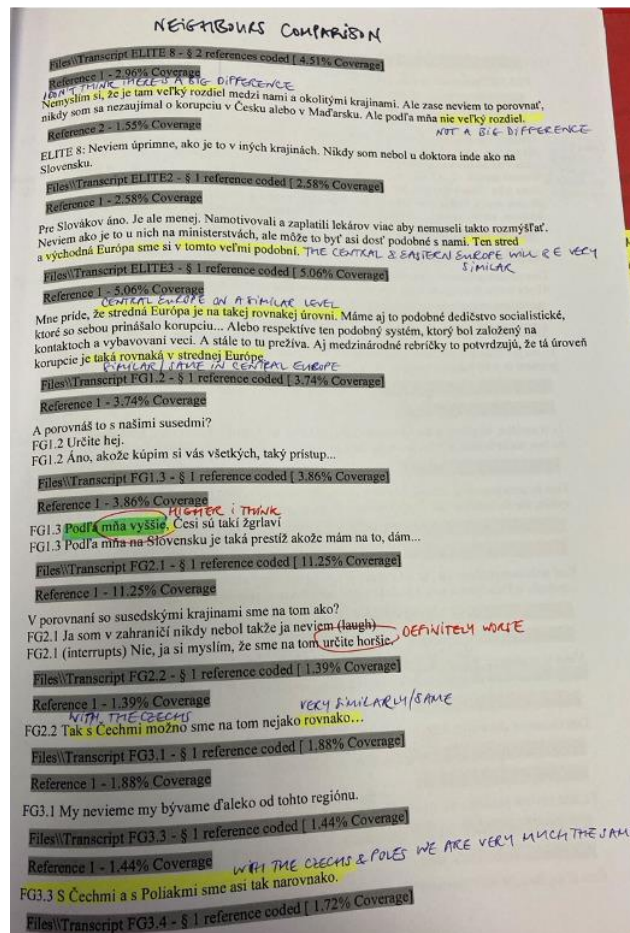 NEIGHBOURS COMPARISON
Files\\Transcript ELITE 8 - § 2 references coded [ 4.51% Coverage]
Reference 1 - 2.96% Coverage
I DON'T THINK THERE IS A BIG DIFFERENCE
Nemyslím si, že je tam veľký rozdiel medzi nami a okolitými krajinami. Ale zase neviem to porovnať,
nikdy som sa nezaujímal o korupciu v Česku alebo v Maďarsku. Ale podľa mňa nie veľký rozdiel.
Reference 2 - 1.55% Coverage
NOT A BIG DIFFERENCE
ELITE 8: Neviem úprimne, ako je to v iných krajinách. Nikdy som nebol u doktora inde ako na
Slovensku.
Files\\Transcript ELITE2 - § 1 reference coded [ 2.58% Coverage]
Reference 1 - 2.58% Coverage
Pre Slovákov áno. Je ale menej. Namotivovali a zaplatili lekárov viac aby nemuseli takto rozmýšľať.
Neviem ako je to u nich na ministerstvách, ale môže to byť asi dosť podobné s nami. Ten stred
a východná Európa sme si v tomto veľmi podobní. THE CENTRAL & EASTERN EUROPE WILL BE VERY
SIMILAR
Files\\Transcript ELITE3 - § 1 reference coded [ 5.06% Coverage]
Reference 1 - 5.06% Coverage
CENTRAL EUROPE ON A SIMILAR LEVEL
Mne príde, že stredná Európa je na takej rovnakej úrovni. Máme aj to podobné dedičstvo socialistické,
ktoré so sebou prinášalo korupciu... Alebo respektíve ten podobný systém, ktorý bol založený na
kontaktoch a vybavovaní vecí. A stále to tu prežíva. Aj medzinárodné rebríčky to potvrdzujú, že tá úroveň
korupcie je taká rovnaká v strednej Európe.
SIMILAR/SAME IN CENTRAL EUROPE
Files\\Transcript FG1.2 - § 1 reference coded [ 3.74% Coverage]
Reference 1 - 3.74% Coverage
A porovnáš to s našimi susedmi?
FG1.2 Určite hej.
FG1.2 Áno, akože kúpim si vás všetkých, taký prístup...
Files\\Transcript FG1.3 - § 1 reference coded [ 3.86% Coverage]
Reference 1 - 3.86% Coverage
HIGHER I THINK
FG1.3 Podľa mňa vyššie, Česi sú takí žgrlaví
FG1.3 Podľa mňa na Slovensku je taká prestíž akože mám na to, dám...
Files\\Transcript FG2.1 - § 1 reference coded [ 11.25% Coverage]
Reference 1 - 11.25% Coverage
V porovnaní so susedskými krajinami sme na tom ako?
FG2.1 Ja som v zahraničí nikdy nebol takže ja neviem (laugh)
FG2.1 (interrupts) Nie, ja si myslím, že sme na tom určite horšie. DEFINITELY WORSE
Files\\Transcript FG2.2 - § 1 reference coded [ 1.39% Coverage]
Reference 1 - 1.39% Coverage
WITH THE CZECHS VERY SIMILARLY/SAME
FG2.2 Tak s Čechmi možno sme na tom nejako rovnako...
Files\\Transcript FG3.1 - § 1 reference coded [ 1.88% Coverage]
Reference 1 - 1.88% Coverage
FG3.1 My nevieme my bývame ďaleko od tohto regiónu.
Files\\Transcript FG3.3 - § 1 reference coded [ 1.44% Coverage]
Reference 1 - 1.44% Coverage
WITH THE CZECHS & POLES WE ARE VERY MUCH THE SAM
FG3.3 S Čechmi a s Poliakmi sme asi tak narovnako.
Files\\Transcript FG3.4 - § 1 reference coded [ 1.72% Coverage]